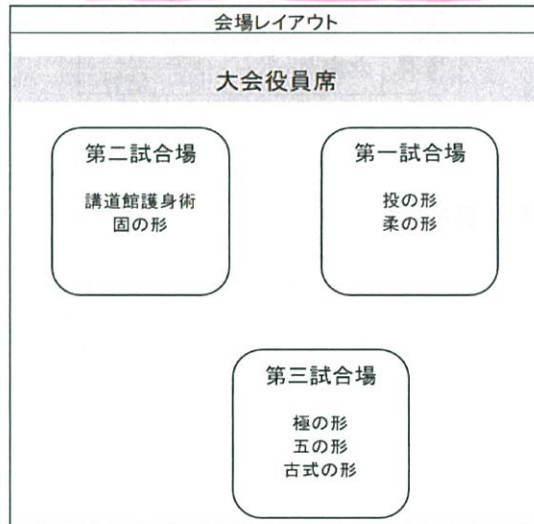 会場レイアウト
大会役員席
第二試合場
講道館護身術
固の形
第一試合場
投の形
柔の形
第三試合場
極の形
五の形
古式の形